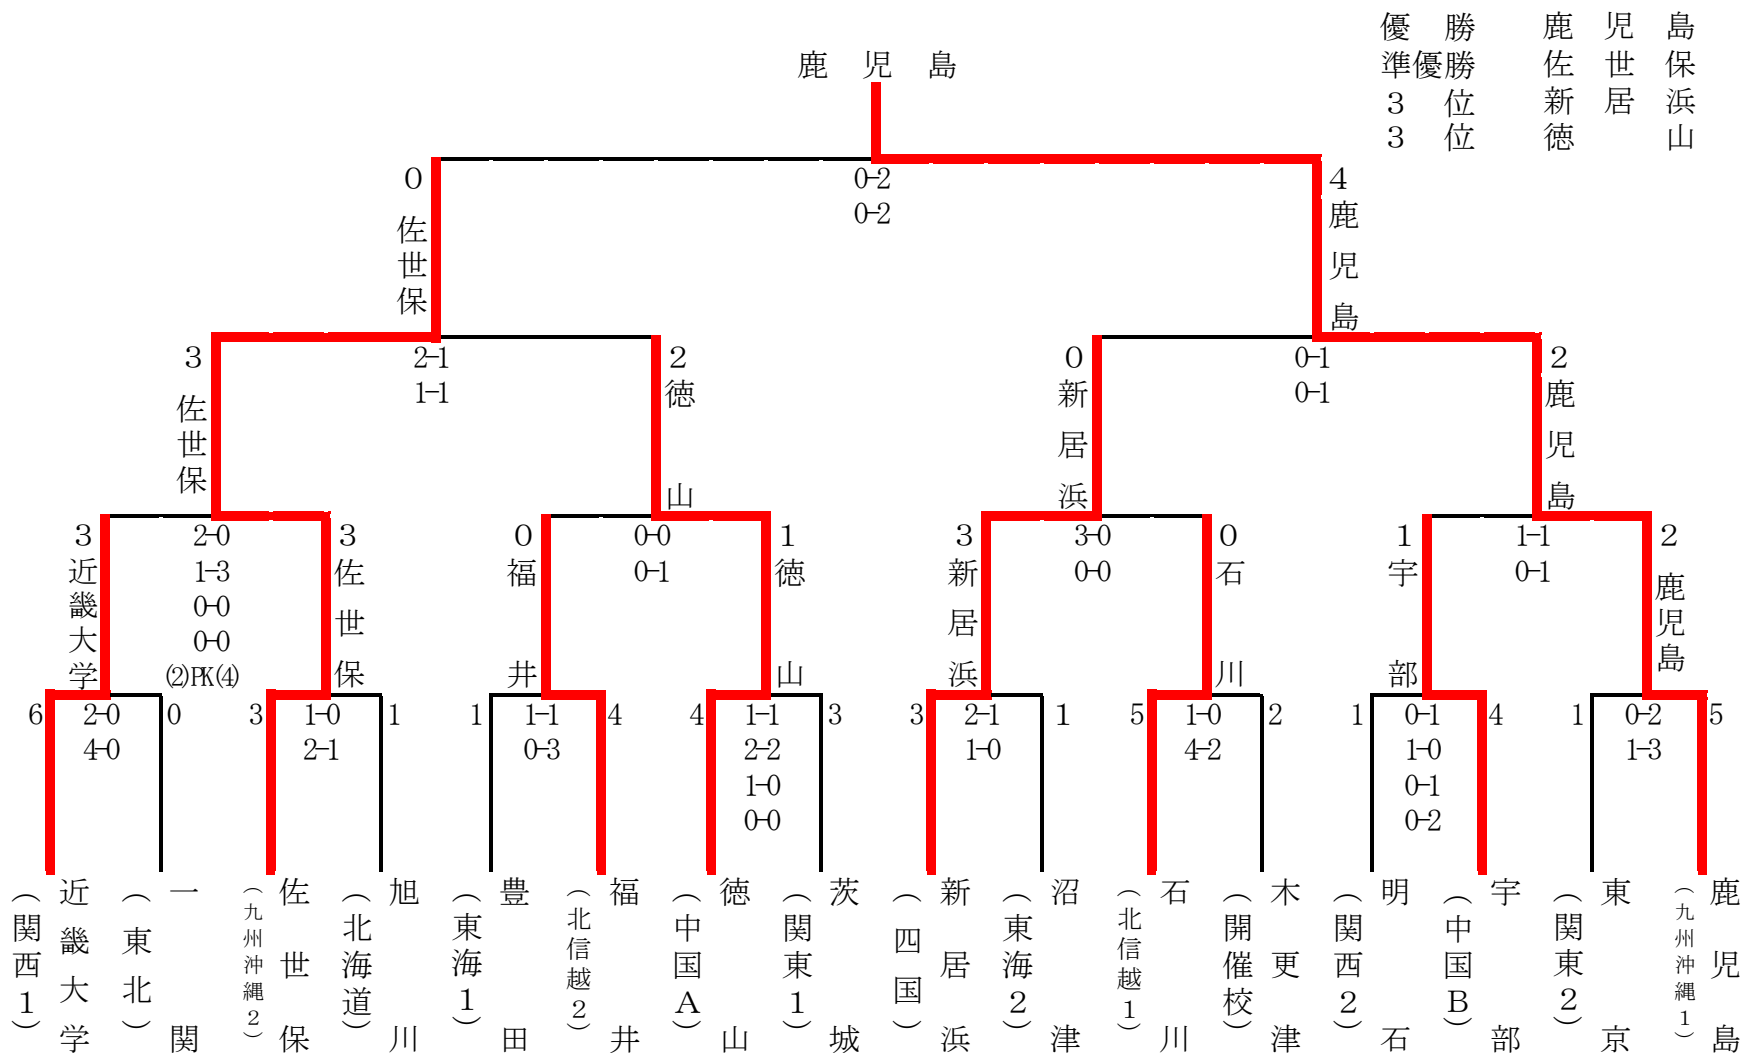 優勝 鹿児島
準優勝 佐世保
3位 新居浜
3位 徳山
鹿児島
0
0-2
0-2
4
佐世保
鹿児島
3
2-1
1-1
2
佐世保
徳山
0
0-1
0-1
2
新居浜
鹿児島
3
2-0
1-3
0-0
0-0
(2)PK(4)
3
近畿大学
佐世保
0
0-0
0-1
1
福井
徳山
3
3-0
0-0
0
新居浜
石川
1
1-1
0-1
2
宇部
鹿児島
6
2-0
4-0
0
3
1-0
2-1
1
1
1-1
0-3
4
4
1-1
2-2
1-0
0-0
3
3
2-1
1-0
1
5
1-0
4-2
2
1
0-1
1-0
0-1
0-2
4
1
0-2
1-3
5
近畿大学
(関西1)
一関
(東北)
佐世保
(九州沖縄2)
旭川
(北海道)
豊田
(東海1)
福井
(北信越2)
徳山
(中国A)
茨城
(関東1)
新居浜
(四国)
沼津
(東海2)
石川
(北信越1)
木更津
(開催校)
明石
(関西2)
宇部
(中国B)
東京
(関東2)
鹿児島
(九州沖縄1)